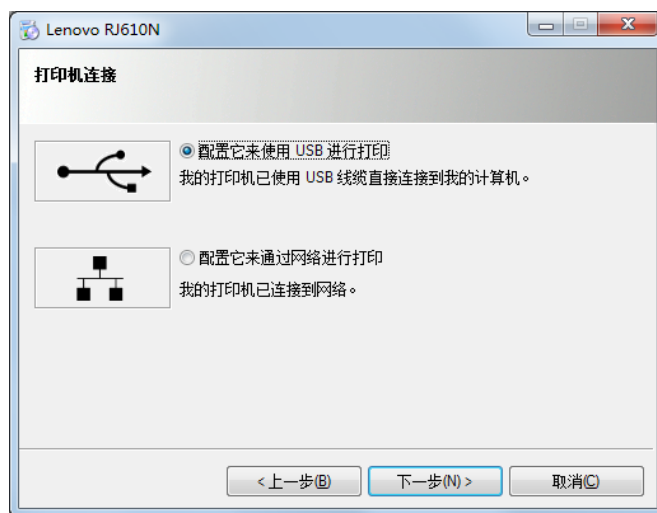 Lenovo RJ610N
打印机连接
配置它来使用 USB 进行打印
我的打印机已使用 USB 线缆直接连接到我的计算机。
配置它来通过网络进行打印
我的打印机已连接到网络。
<上一步(B) 下一步(N) > 取消(C)